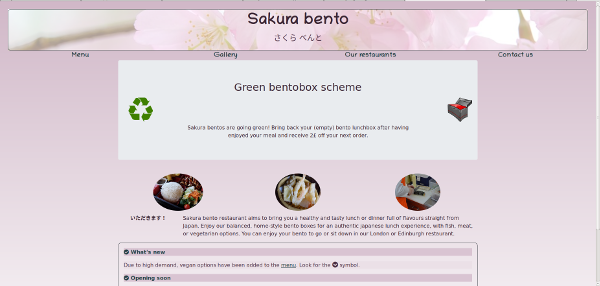 Sakura bento
さくら べんと
Menu Gallery Our restaurants Contact us
Green bentobox scheme
Sakura bentos are going green! Bring back your (empty) bento lunchbox after having
enjoyed your meal and receive 2£ off your next order.
いただきます！
Sakura bento restaurant aims to bring you a healthy and tasty lunch or dinner full of flavours straight from
Japan. Enjoy our balanced, home-style bento boxes for an authentic Japanese lunch experience, with fish, meat,
or vegetarian options. You can enjoy your bento to go or sit down in our London or Edinburgh restaurant.
What's new
Due to high demand, vegan options have been added to the menu. Look for the symbol.
Opening soon